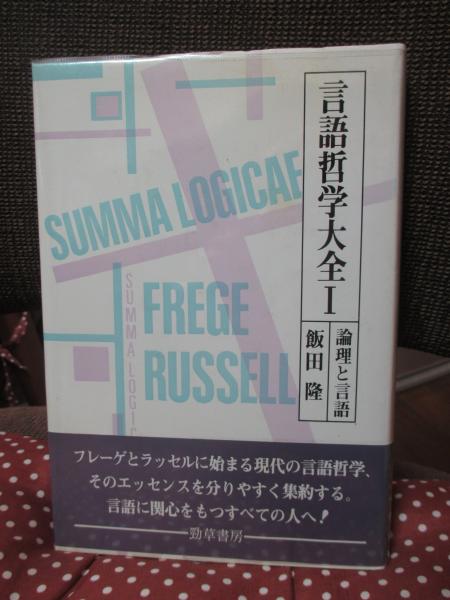 言語哲学大全I
論理と言語
飯田 隆
SUMMA LOGICAE
FREGE
RUSSELL
SUMMA LOGIC
フレーゲとラッセルに始まる現代の言語哲学、
そのエッセンスを分りやすく集約する。
言語に関心をもつすべての人へ!
勁草書房